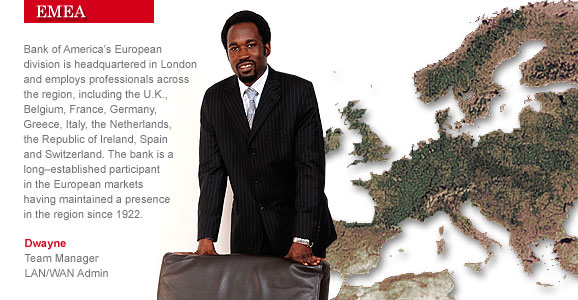 EMEA
Bank of America's European
division is headquartered in London
and employs professionals across
the region, including the U.K.,
Belgium, France, Germany,
Greece, Italy, the Netherlands,
the Republic of Ireland, Spain
and Switzerland. The bank is a
long–established participant
in the European markets
having maintained a presence
in the region since 1922.
Dwayne
Team Manager
LAN/WAN Admin